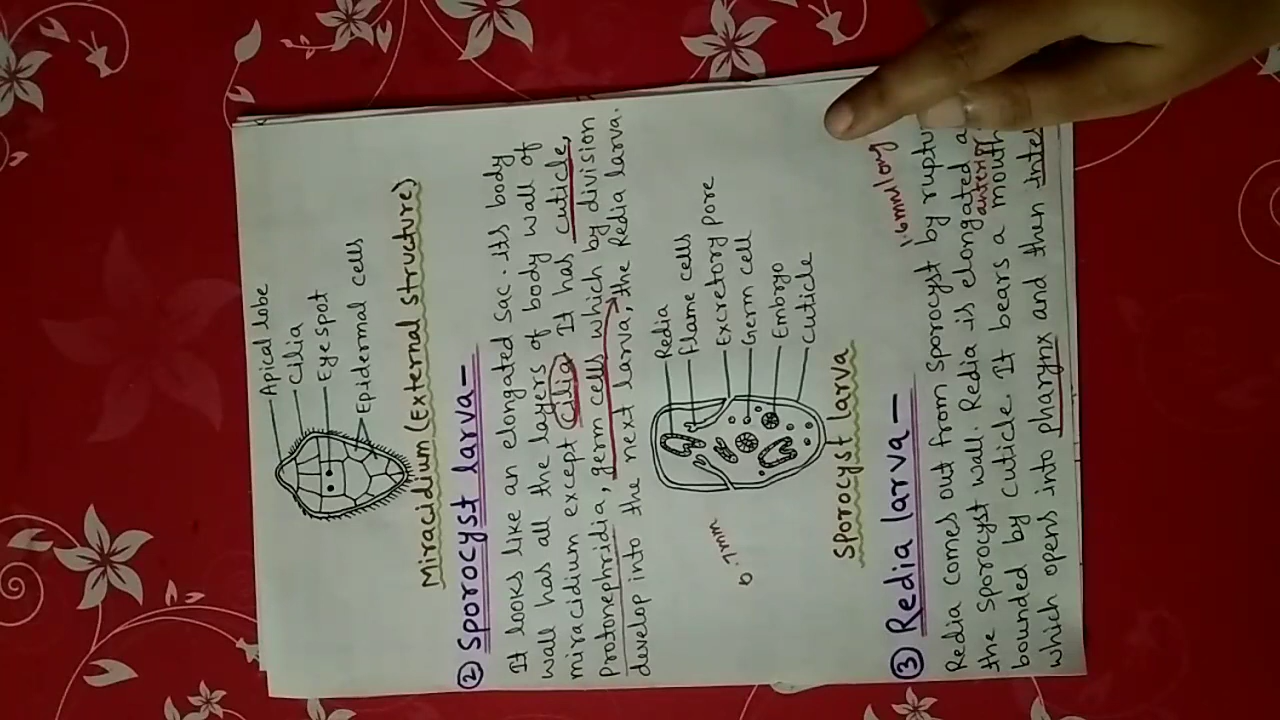 Apical lobe
Cilia
Eye spot
Epidermal cells
Miracidium (External structure)
② Sporocyst larva-
It looks like an elongated sac. Its body
wall has all the layers of body wall of
miracidium except cilia. It has cuticle,
Protonephridia, germ cells which by division
develop into the next larva, the Redia larva.
Redia
Flame cells
Excretory pore
Germ cell
Embryo
cuticle
0.7mm
Sporocyst larva
③ Redia larva-
1.6mm long
Redia comes out from Sporocyst by ruptu
the Sporocyst wall. Redia is elongated a
anterior
bounded by cuticle. It bears a mouth
which opens into pharynx and then inte